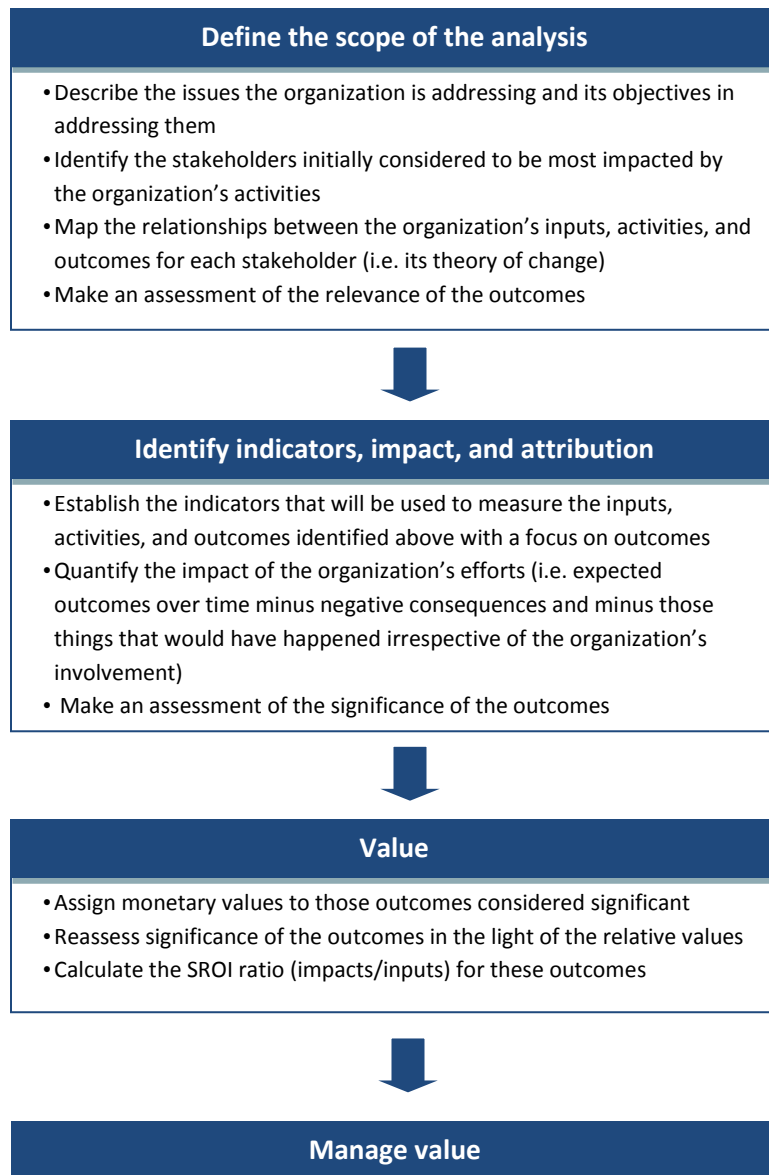 Define the scope of the analysis
•Describe the issues the organization is addressing and its objectives in
addressing them
•Identify the stakeholders initially considered to be most impacted by
the organization’s activities
•Map the relationships between the organization’s inputs, activities, and
outcomes for each stakeholder (i.e. its theory of change)
•Make an assessment of the relevance of the outcomes
Identify indicators, impact, and attribution
•Establish the indicators that will be used to measure the inputs,
activities, and outcomes identified above with a focus on outcomes
•Quantify the impact of the organization’s efforts (i.e. expected
outcomes over time minus negative consequences and minus those
things that would have happened irrespective of the organization’s
involvement)
• Make an assessment of the significance of the outcomes
Value
•Assign monetary values to those outcomes considered significant
•Reassess significance of the outcomes in the light of the relative values
•Calculate the SROI ratio (impacts/inputs) for these outcomes
Manage value